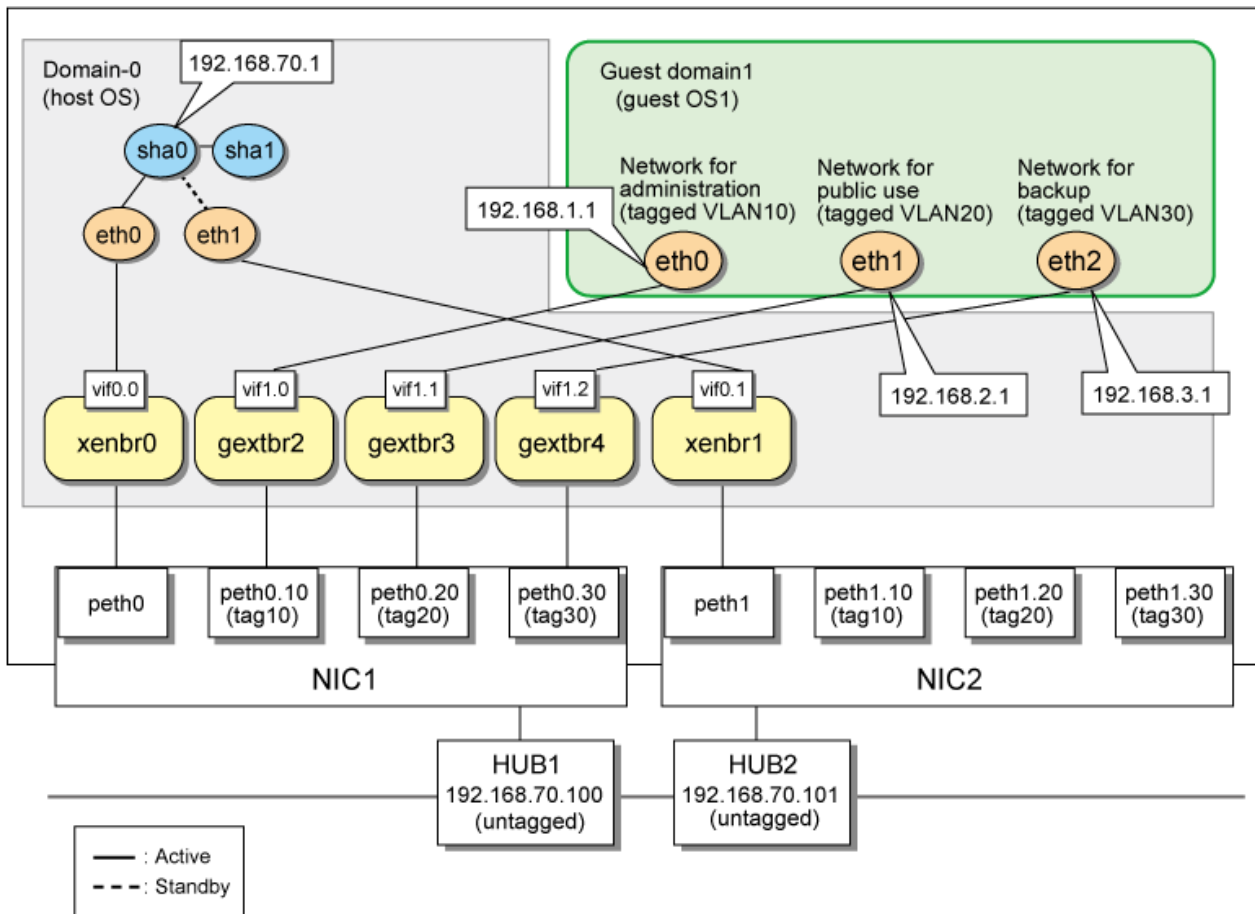 192.168.70.1
Domain-0
(host OS)
sha0
sha1
eth0
eth1
Guest domain1
(guest OS1)
Network for
administration
(tagged VLAN10)
Network for
public use
(tagged VLAN20)
Network for
backup
(tagged VLAN30)
192.168.1.1
eth0
eth1
eth2
192.168.2.1
192.168.3.1
vif0.0
vif1.0
vif1.1
vif1.2
vif0.1
xenbr0
gextbr2
gextbr3
gextbr4
xenbr1
peth0
peth0.10
(tag10)
peth0.20
(tag20)
peth0.30
(tag30)
peth1
peth1.10
(tag10)
peth1.20
(tag20)
peth1.30
(tag30)
NIC1
NIC2
HUB1
192.168.70.100
(untagged)
HUB2
192.168.70.101
(untagged)
: Active
: Standby